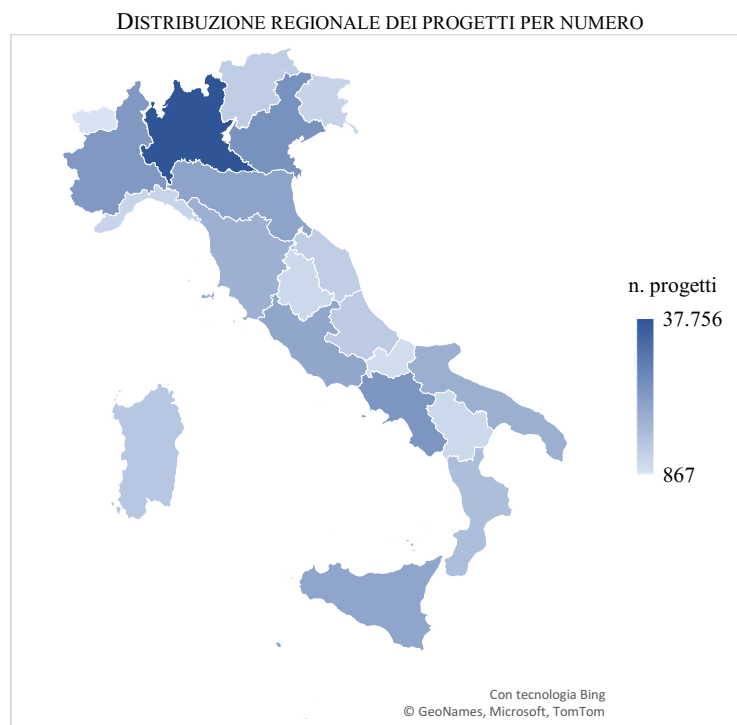 DISTRIBUZIONE REGIONALE DEI PROGETTI PER NUMERO
n. progetti
37.756
867
Con tecnologia Bing
© GeoNames, Microsoft, TomTom